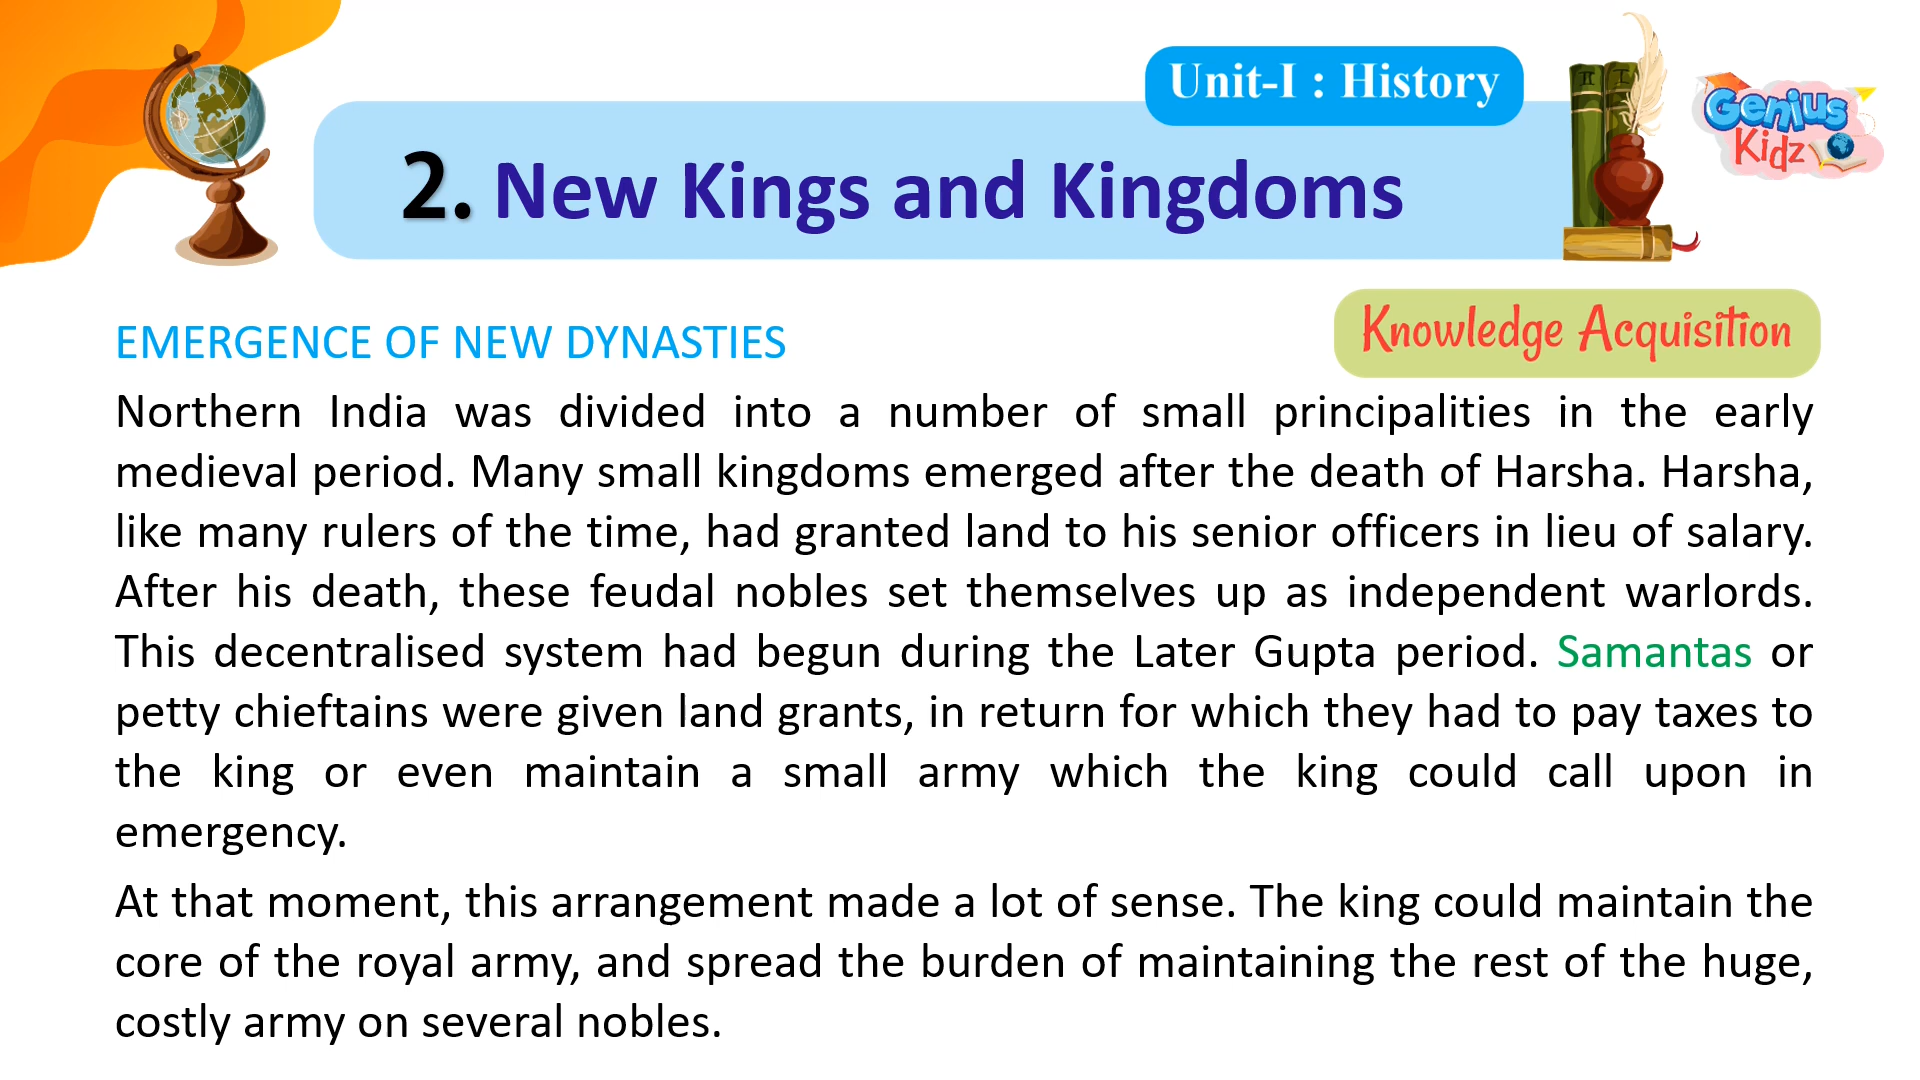 Unit-I : History
Genius
Kidz
2. New Kings and Kingdoms
Knowledge Acquisition
EMERGENCE OF NEW DYNASTIES
Northern India was divided into a number of small principalities in the early
medieval period. Many small kingdoms emerged after the death of Harsha. Harsha,
like many rulers of the time, had granted land to his senior officers in lieu of salary.
After his death, these feudal nobles set themselves up as independent warlords.
This decentralised system had begun during the Later Gupta period. Samantas or
petty chieftains were given land grants, in return for which they had to pay taxes to
the king or even maintain a small army which the king could call upon in
emergency.
At that moment, this arrangement made a lot of sense. The king could maintain the
core of the royal army, and spread the burden of maintaining the rest of the huge,
costly army on several nobles.